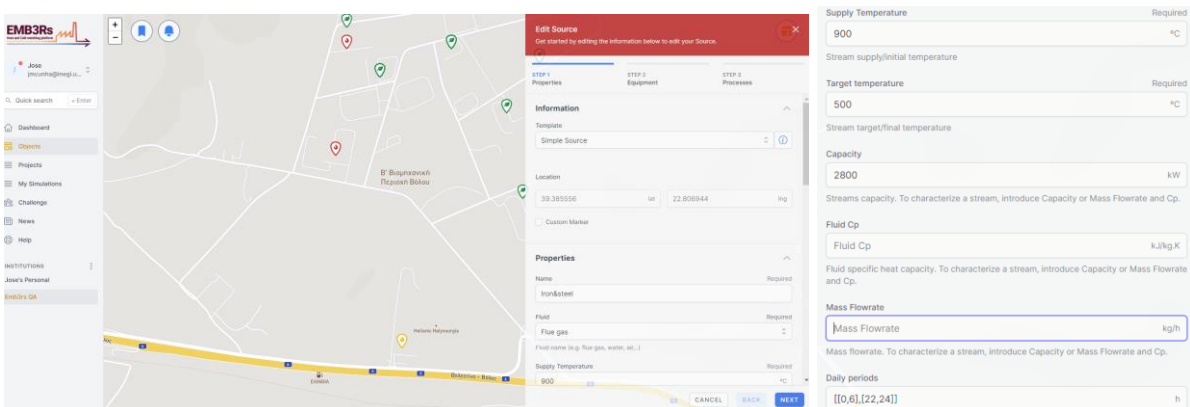 EMB3Rs
Jose
jmcunha@inegi.u...
Quick search
+ Enter
Dashboard
Objects
Projects
My Simulations
Challenge
News
Help
INSTITUTIONS
Jose's Personal
Emb3rs QA
+
-
Β' Βιομηχανική
Περιοχή Βόλου
Hellenic Halyvourgia
Βελεστίνο - Βόλος
Edit Source
Get started by editing the information below to edit your Source.
STEP 1
Properties
STEP 2
Equipment
STEP 3
Processes
Information
Template
Simple Source
Location
39.385556
lat
22.806944
lng
Custom Marker
Properties
Name
Required
Iron&steel
Fluid
Required
Flue gas
Fluid name (e.g. flue gas, water, air,..)
Supply Temperature
Required
900
ºC
CANCEL
BACK
NEXT
Supply Temperature
Required
900
ºC
Stream supply/initial temperature
Target temperature
Required
500
ºC
Stream target/final temperature
Capacity
2800
kW
Streams capacity. To characterize a stream, introduce Capacity or Mass Flowrate and Cp.
Fluid Cp
Fluid Cp
kJ/kg.K
Fluid specific heat capacity. To characterize a stream, introduce Capacity or Mass Flowrate
and Cp.
Mass Flowrate
Mass Flowrate
kg/h
Mass flowrate. To characterize a stream, introduce Capacity or Mass Flowrate and Cp.
Daily periods
[[0,6],[22,24]]
h